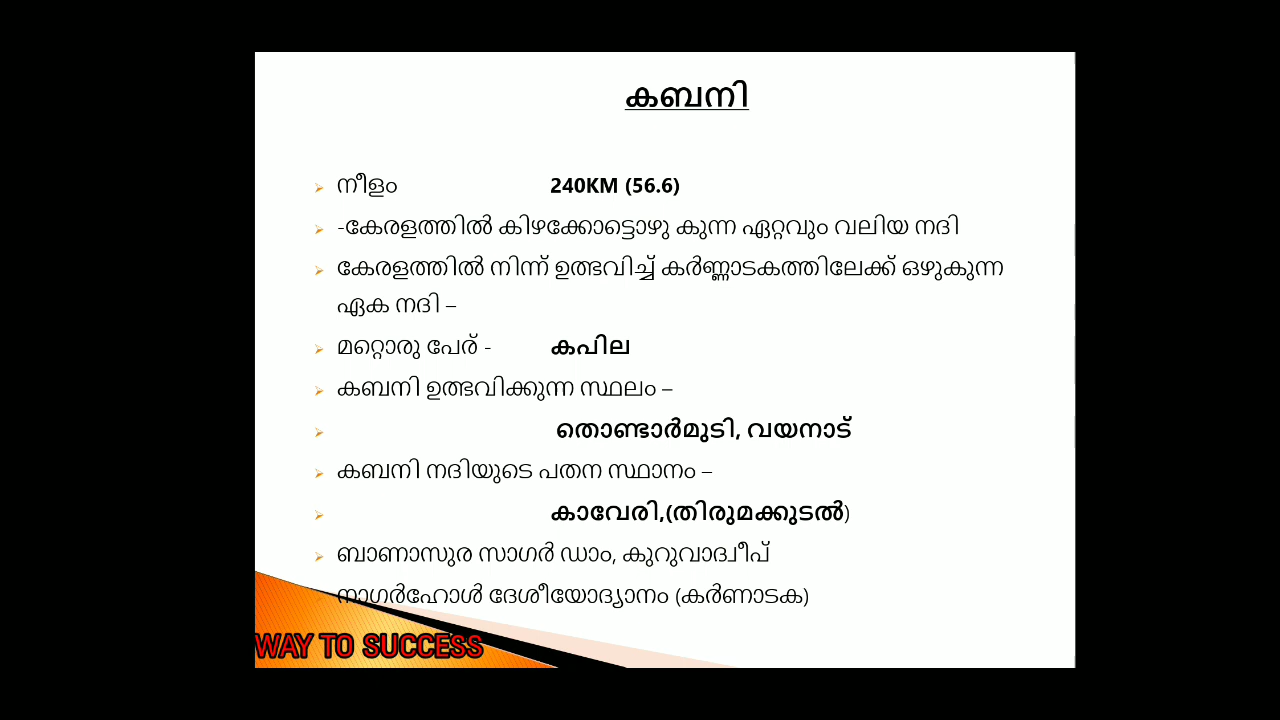 കബനി
നീളം 240KM (56.6)
-കേരളത്തിൽ കിഴക്കോട്ടൊഴു കുന്ന ഏറ്റവും വലിയ നദി
കേരളത്തിൽ നിന്ന് ഉത്ഭവിച്ച് കർണ്ണാടകത്തിലേക്ക് ഒഴുകുന്ന
ഏക നദി –
മറ്റൊരു പേര് - കപില
കബനി ഉത്ഭവിക്കുന്ന സ്ഥലം –
തൊണ്ടാർമുടി, വയനാട്
കബനി നദിയുടെ പതന സ്ഥാനം –
കാവേരി,(തിരുമക്കുടൽ)
ബാണാസുര സാഗർ ഡാം, കുറുവാദ്വീപ്
നാഗർഹോൾ ദേശീയോദ്യാനം (കർണാടക)
WAY TO SUCCESS